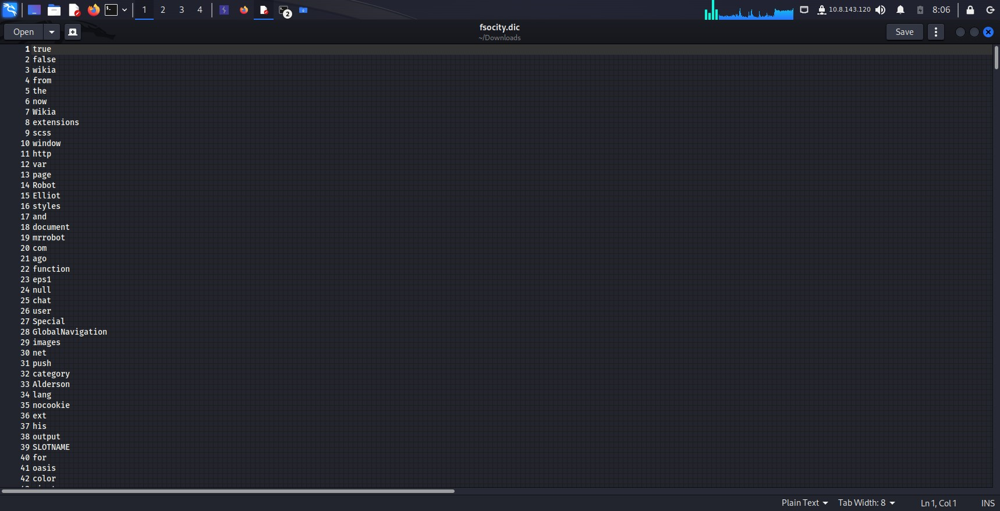 1 2 3 4 2 10.8.143.120 8:06
Open fsocity.dic Save
~/Downloads
1 true
2 false
3 wikia
4 from
5 the
6 now
7 Wikia
8 extensions
9 scss
10 window
11 http
12 var
13 page
14 Robot
15 Elliot
16 styles
17 and
18 document
19 mrrobot
20 com
21 ago
22 function
23 eps1
24 null
25 chat
26 user
27 Special
28 GlobalNavigation
29 images
30 net
31 push
32 category
33 Alderson
34 lang
35 nocookie
36 ext
37 his
38 output
39 SLOTNAME
40 for
41 oasis
42 color
Plain Text Tab Width: 8 Ln 1, Col 1 INS